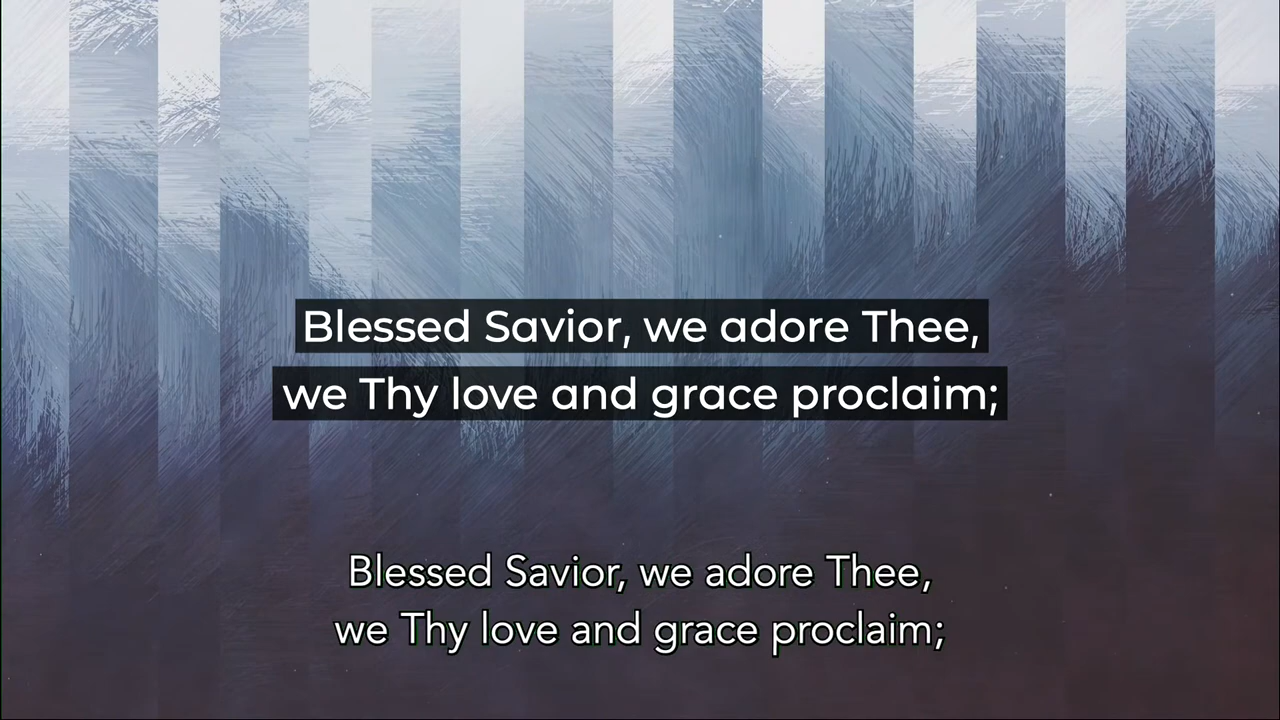 Blessed Savior, we adore Thee,
we Thy love and grace proclaim;
Blessed Savior, we adore Thee,
we Thy love and grace proclaim;